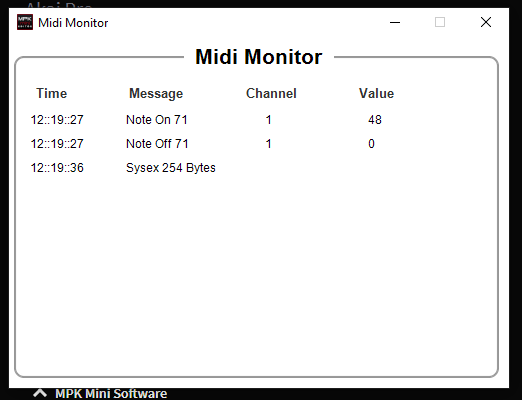 Akai Pro
MPK
Midi Monitor
Midi Monitor
Time Message Channel Value
12::19::27 Note On 71 1 48
12::19::27 Note Off 71 1 0
12::19::36 Sysex 254 Bytes
MPK Mini Software